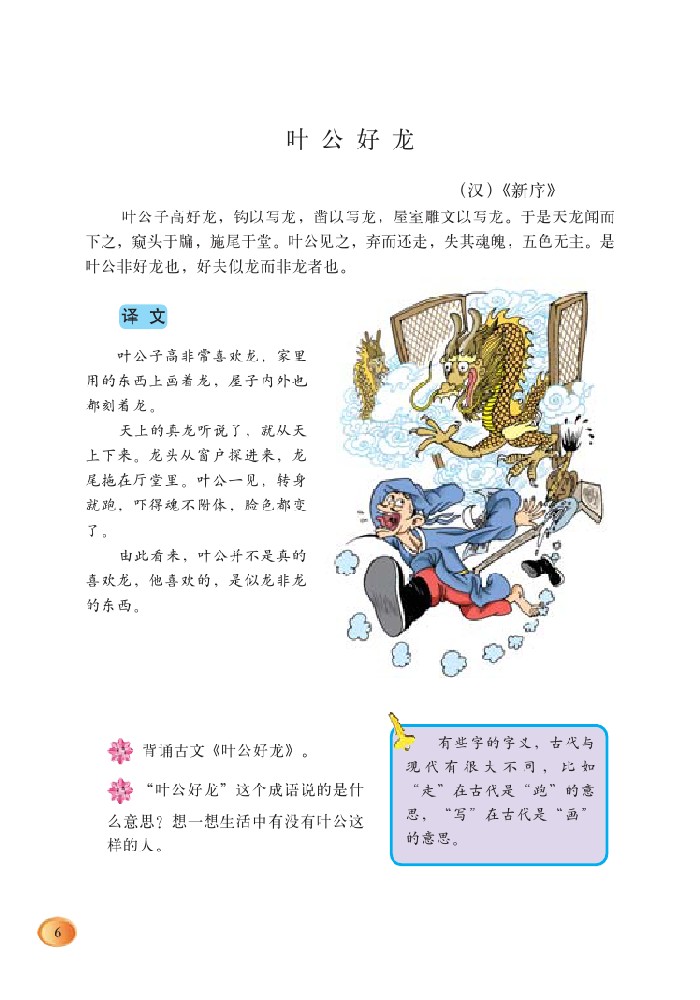 叶公好龙
（汉）《新序》
叶公子高好龙，钩以写龙，凿以写龙，屋室雕文以写龙。于是天龙闻而
下之，窥头于牖，施尾于堂。叶公见之，弃而还走，失其魂魄，五色无主。是
叶公非好龙也，好夫似龙而非龙者也。
译文
叶公子高非常喜欢龙，家里
用的东西上画着龙，屋子内外也
都刻着龙。
天上的真龙听说了，就从天
上下来。龙头从窗户探进来，龙
尾拖在厅堂里。叶公一见，转身
就跑，吓得魂不附体，脸色都变
了。
由此看来，叶公并不是真的
喜欢龙，他喜欢的，是似龙非龙
的东西。
背诵古文《叶公好龙》。
“叶公好龙”这个成语说的是什
么意思？想一想生活中有没有叶公这
样的人。
有些字的字义，古代与
现代有很大不同，比如
“走”在古代是“跑”的意
思，“写”在古代是“画”
的意思。
6